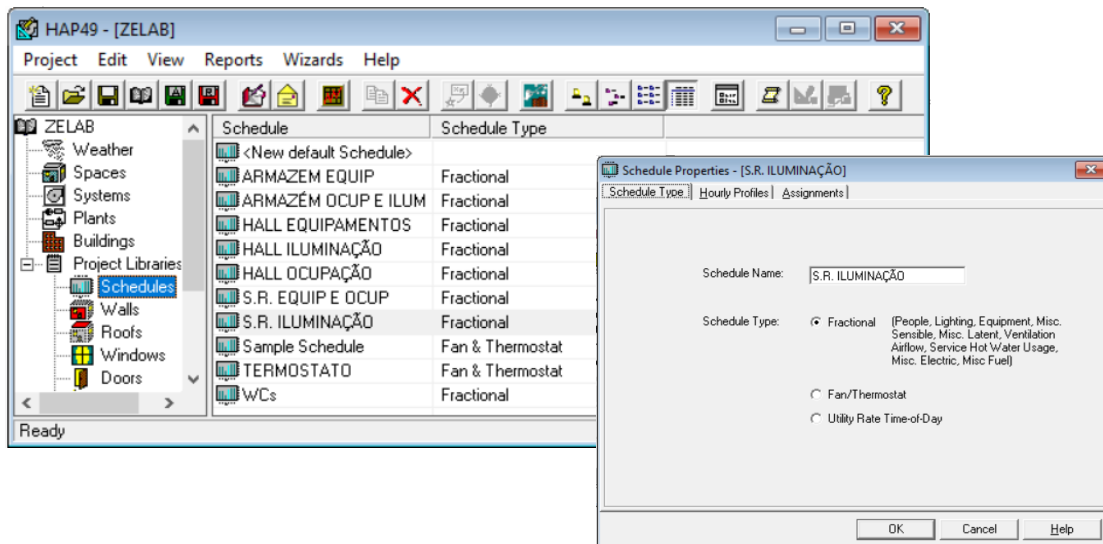 HAP49 - [ZELAB]
Project Edit View Reports Wizards Help
ZELAB
Weather
Spaces
Systems
Plants
Buildings
Project Libraries
Schedules
Walls
Roofs
Windows
Doors
Schedule Schedule Type
<New default Schedule>
ARMAZEM EQUIP Fractional
ARMAZÉM OCUP E ILUM Fractional
HALL EQUIPAMENTOS Fractional
HALL ILUMINAÇÃO Fractional
HALL OCUPAÇÃO Fractional
S.R. EQUIP E OCUP Fractional
S.R. ILUMINAÇÃO Fractional
Sample Schedule Fan & Thermostat
TERMOSTATO Fan & Thermostat
WCs Fractional
Ready
Schedule Properties - [S.R. ILUMINAÇÃO]
Schedule Type Hourly Profiles Assignments
Schedule Name: S.R. ILUMINAÇÃO
Schedule Type: Fractional (People, Lighting, Equipment, Misc.
Sensible, Misc. Latent, Ventilation
Airflow, Service Hot Water Usage,
Misc. Electric, Misc Fuel)
Fan/Thermostat
Utility Rate Time-of-Day
OK Cancel Help